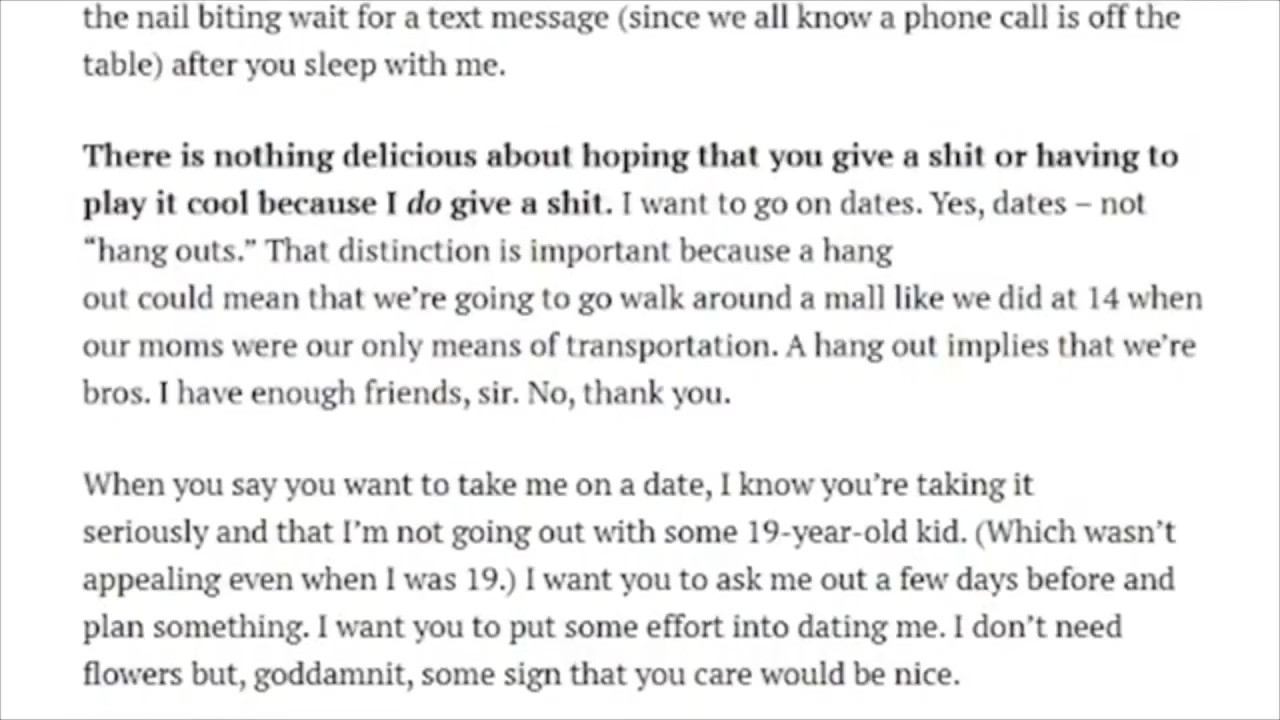 the nail biting wait for a text message (since we all know a phone call is off the
table) after you sleep with me.
There is nothing delicious about hoping that you give a shit or having to
play it cool because I do give a shit. I want to go on dates. Yes, dates – not
“hang outs.” That distinction is important because a hang
out could mean that we’re going to go walk around a mall like we did at 14 when
our moms were our only means of transportation. A hang out implies that we’re
bros. I have enough friends, sir. No, thank you.
When you say you want to take me on a date, I know you’re taking it
seriously and that I’m not going out with some 19-year-old kid. (Which wasn’t
appealing even when I was 19.) I want you to ask me out a few days before and
plan something. I want you to put some effort into dating me. I don’t need
flowers but, goddamnit, some sign that you care would be nice.